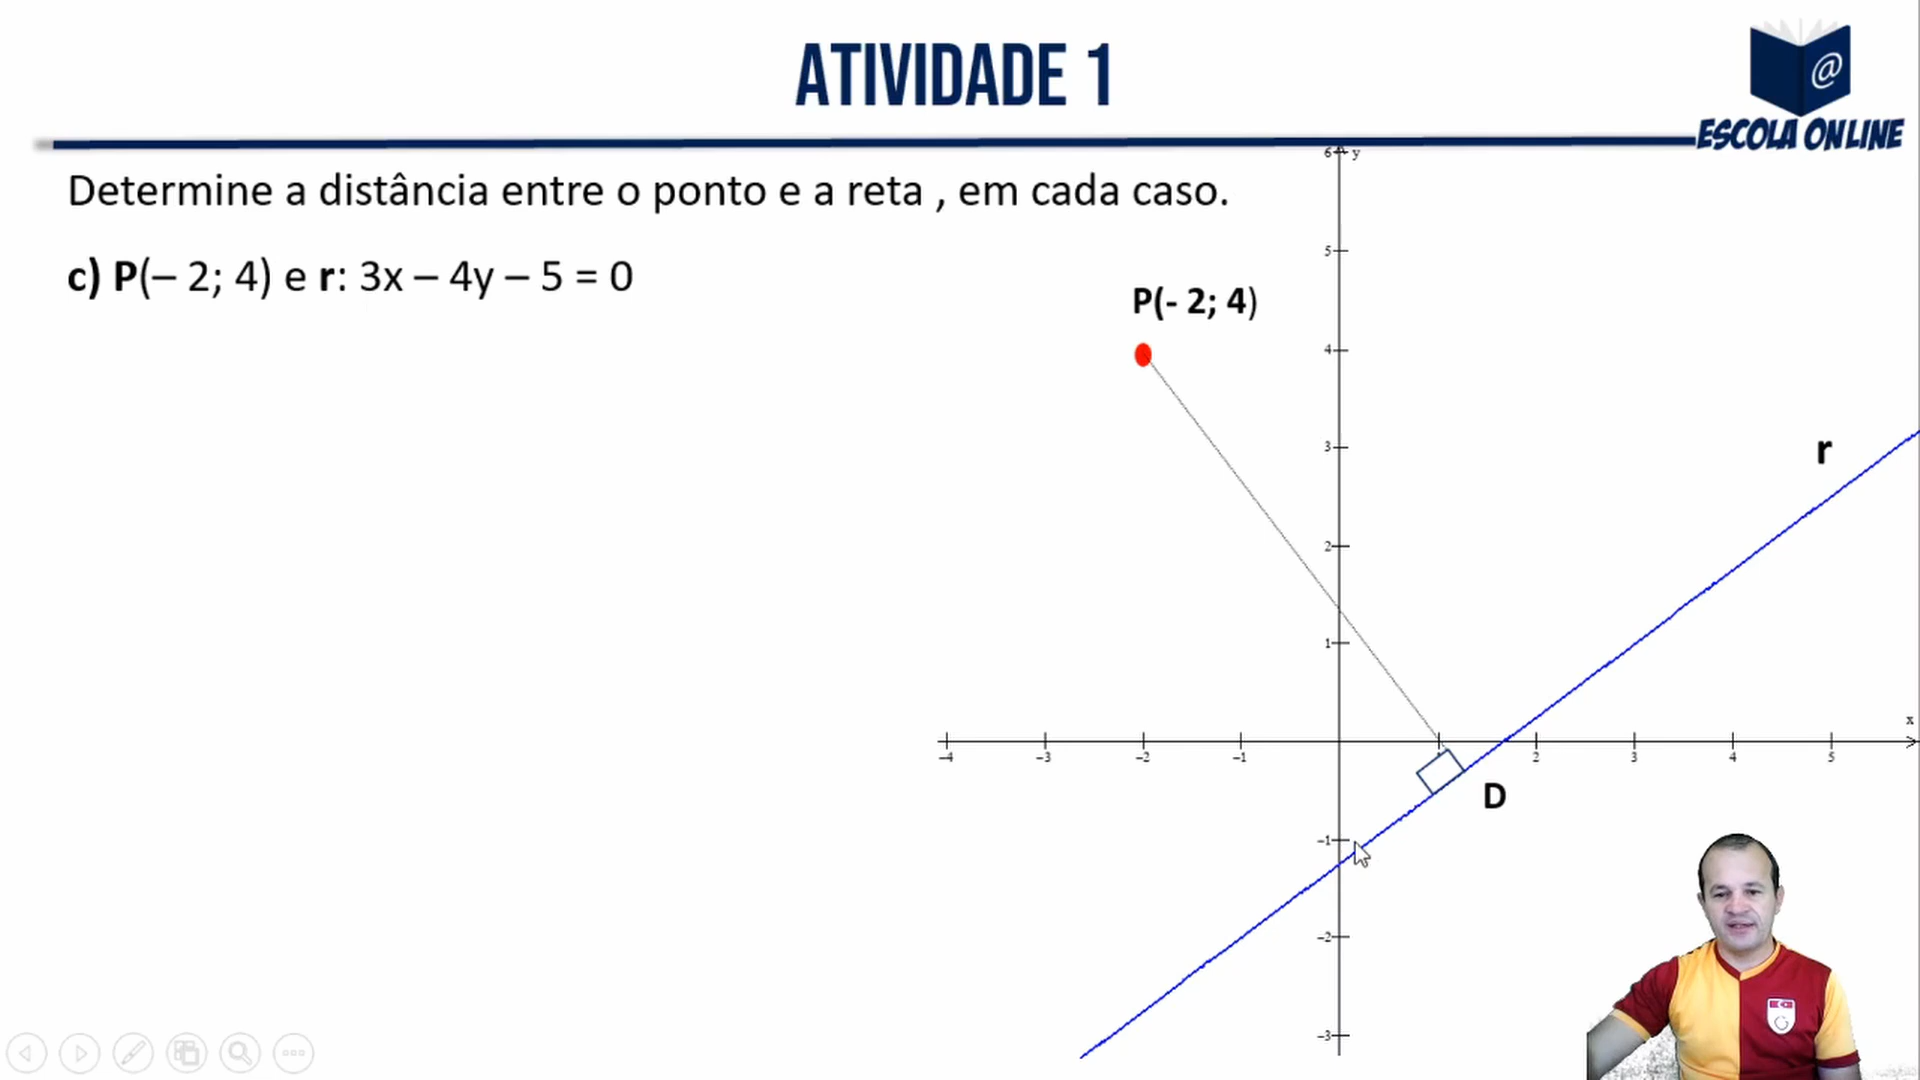 ATIVIDADE 1
@
ESCOLA ONLINE
Determine a distância entre o ponto e a reta , em cada caso.
c) P(– 2; 4) e r: 3x – 4y – 5 = 0
P(- 2; 4)
r
D
y
6
5
4
3
2
1
–1
–2
–3
x
–4
–3
–2
–1
2
3
4
5